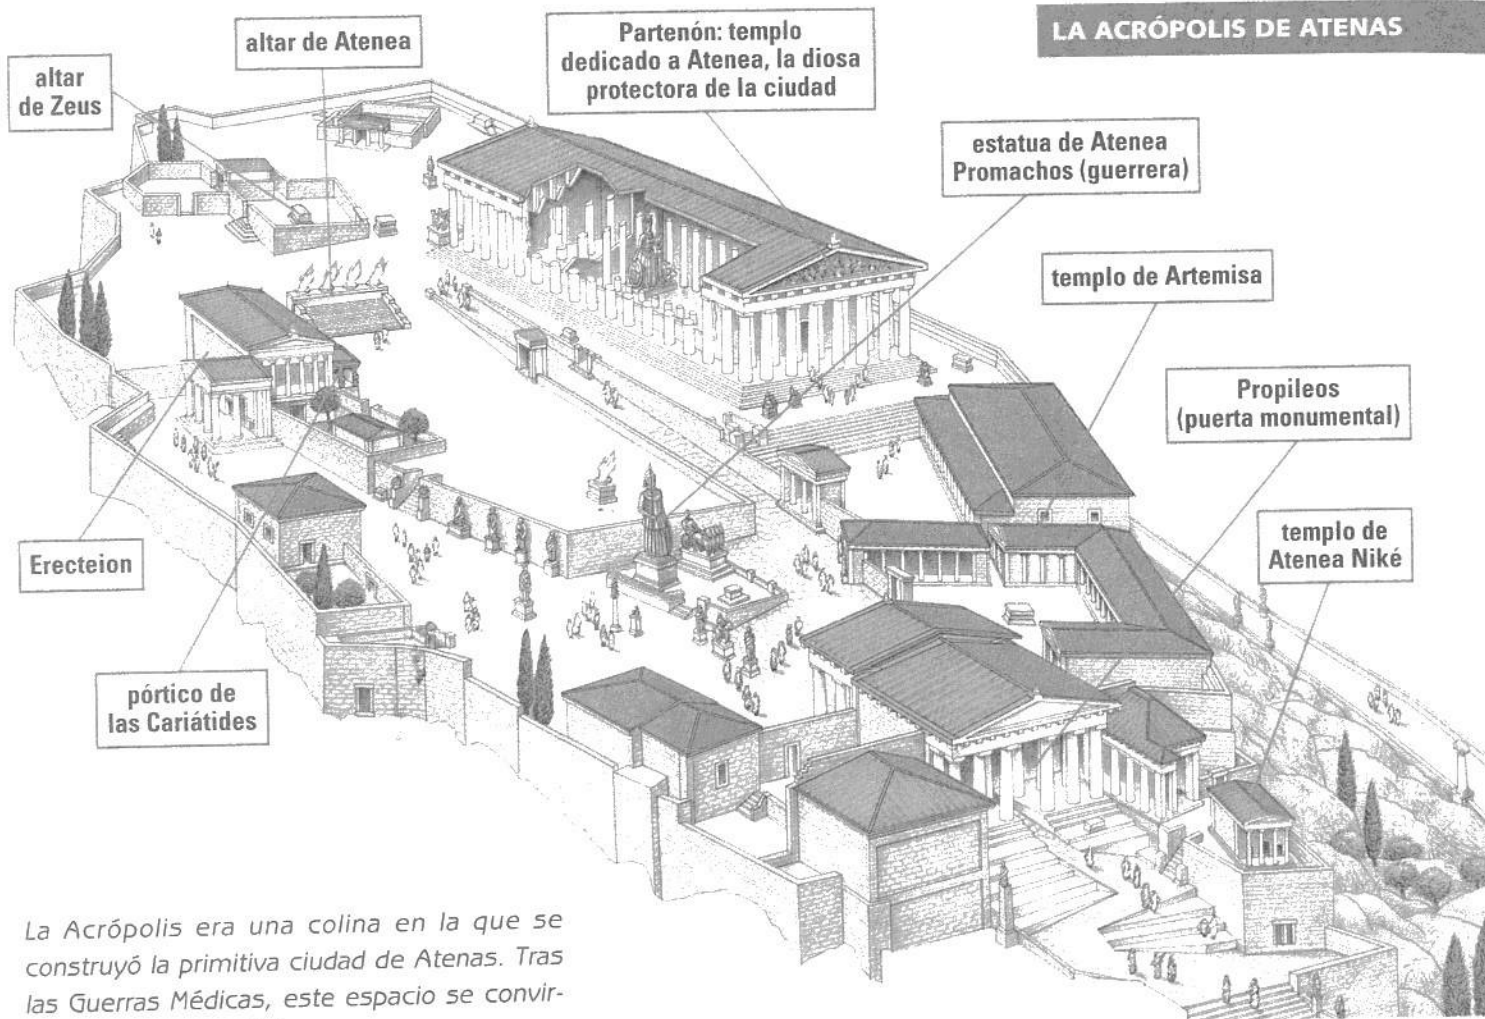 LA ACRÓPOLIS DE ATENAS
altar de Atenea
Partenón: templo
dedicado a Atenea, la diosa
protectora de la ciudad
altar
de Zeus
estatua de Atenea
Promachos (guerrera)
templo de Artemisa
Propileos
(puerta monumental)
templo de
Atenea Niké
Erecteion
pórtico de
las Cariátides
La Acrópolis era una colina en la que se
construyó la primitiva ciudad de Atenas. Tras
las Guerras Médicas, este espacio se convir-